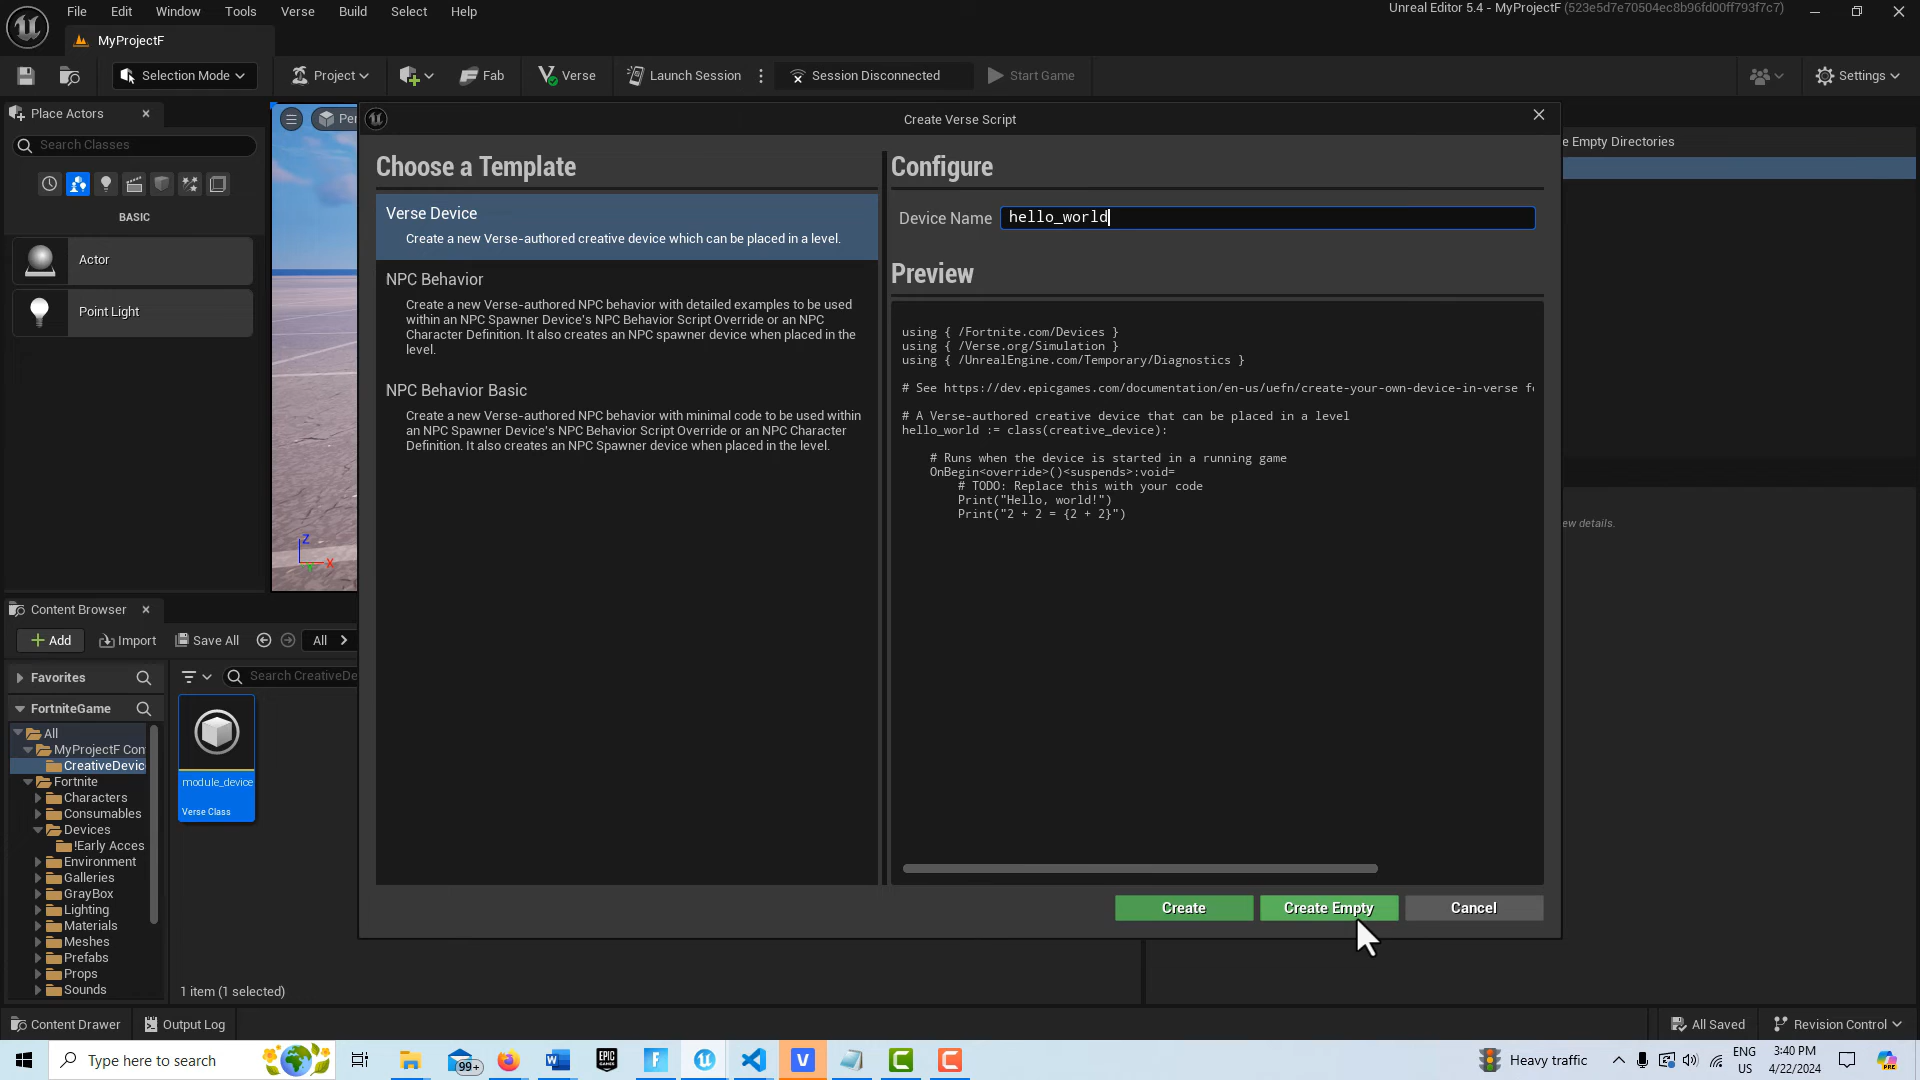 File Edit Window Tools Verse Build Select Help
Unreal Editor 5.4 - MyProjectF (523e5d7e70504ec8b96fd00ff793f7c7)
MyProjectF
Selection Mode Project Fab Verse Launch Session Session Disconnected Start Game Settings
Place Actors
Search Classes
BASIC
Actor
Point Light
Per
Create Verse Script
Choose a Template
Verse Device
Create a new Verse-authored creative device which can be placed in a level.
NPC Behavior
Create a new Verse-authored NPC behavior with detailed examples to be used
within an NPC Spawner Device's NPC Behavior Script Override or an NPC
Character Definition. It also creates an NPC spawner device when placed in the
level.
NPC Behavior Basic
Create a new Verse-authored NPC behavior with minimal code to be used within
an NPC Spawner Device's NPC Behavior Script Override or an NPC Character
Definition. It also creates an NPC Spawner device when placed in the level.
Configure
Device Name hello_world
Preview
using { /Fortnite.com/Devices }
using { /Verse.org/Simulation }
using { /UnrealEngine.com/Temporary/Diagnostics }
# See https://dev.epicgames.com/documentation/en-us/uefn/create-your-own-device-in-verse fo
# A Verse-authored creative device that can be placed in a level
hello_world := class(creative_device):
# Runs when the device is started in a running game
OnBegin<override>()<suspends>:void=
# TODO: Replace this with your code
Print("Hello, world!")
Print("2 + 2 = {2 + 2}")
Create Create Empty Cancel
e Empty Directories
ew details.
Content Browser
Add Import Save All All
Favorites
Search CreativeDe
FortniteGame
All
MyProjectF Con
CreativeDevic
Fortnite
Characters
Consumables
Devices
!Early Acces
Environment
Galleries
GrayBox
Lighting
Materials
Meshes
Prefabs
Props
Sounds
module_device
Verse Class
1 item (1 selected)
Content Drawer Output Log All Saved Revision Control
Type here to search
99+
Heavy traffic
ENG
US
3:40 PM
4/22/2024